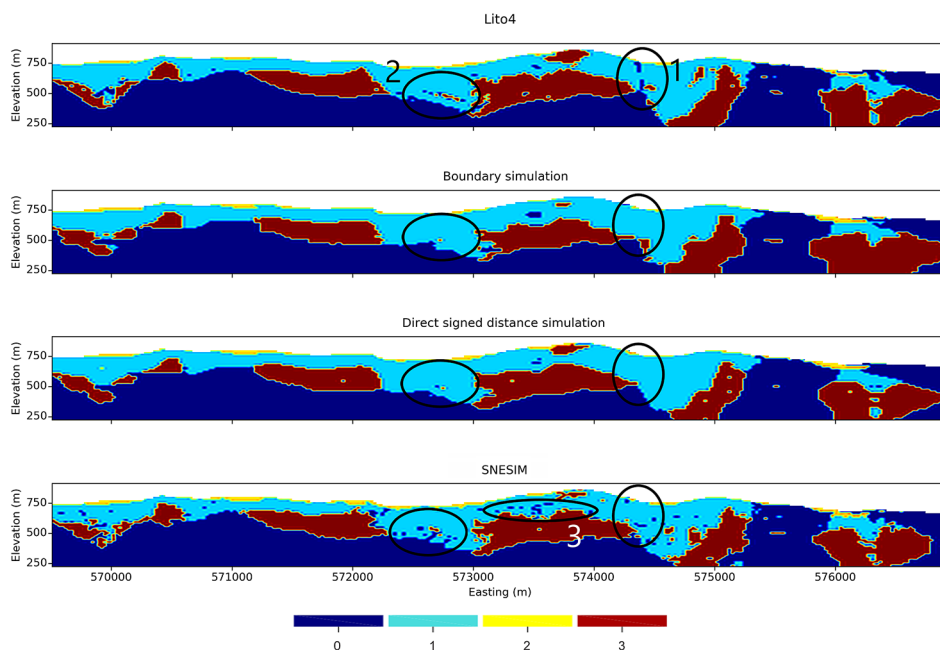 Lito4
Elevation (m)
750
500
250
2
1
Boundary simulation
Elevation (m)
750
500
250
Direct signed distance simulation
Elevation (m)
750
500
250
SNESIM
Elevation (m)
750
500
250
3
570000 571000 572000 573000 574000 575000 576000
Easting (m)
0 1 2 3